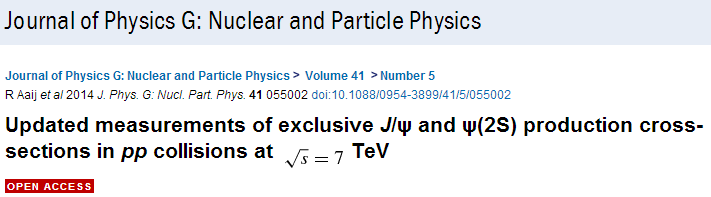 Journal of Physics G: Nuclear and Particle Physics
Journal of Physics G: Nuclear and Particle Physics > Volume 41 > Number 5
R Aaij et al 2014 J. Phys. G: Nucl. Part. Phys. 41 055002 doi:10.1088/0954-3899/41/5/055002
Updated measurements of exclusive J/ψ and ψ(2S) production cross-
sections in pp collisions at √s = 7 TeV
OPEN ACCESS